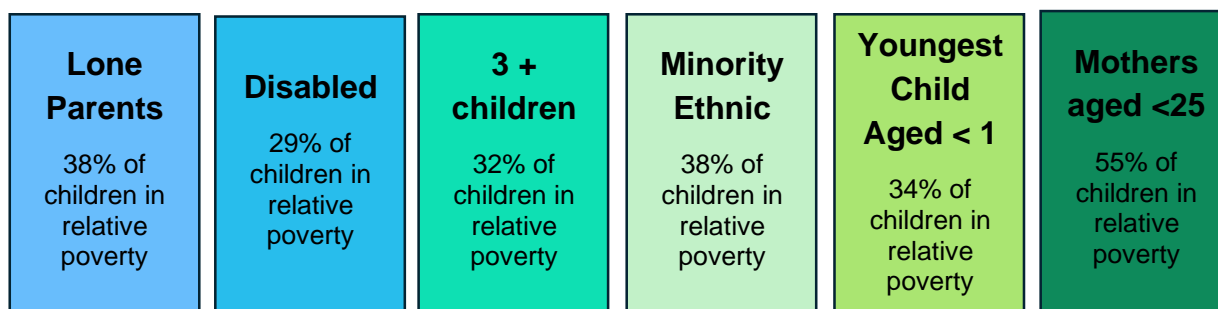 Lone
Parents
38% of
children in
relative
poverty
Disabled
29% of
children in
relative
poverty
3 +
children
32% of
children in
relative
poverty
Minority
Ethnic
38% of
children in
relative
poverty
Youngest
Child
Aged < 1
34% of
children in
relative
poverty
Mothers
aged <25
55% of
children in
relative
poverty